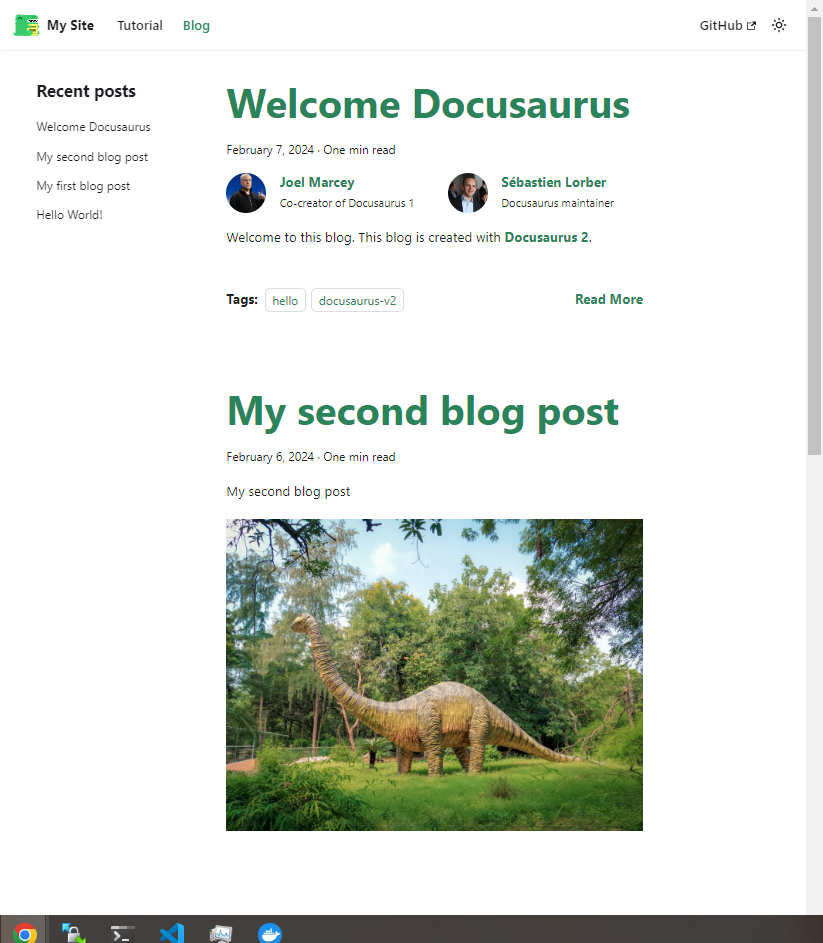 My Site Tutorial Blog GitHub
Recent posts
Welcome Docusaurus
My second blog post
My first blog post
Hello World!
Welcome Docusaurus
February 7, 2024 · One min read
Joel Marcey
Co-creator of Docusaurus 1
Sébastien Lorber
Docusaurus maintainer
Welcome to this blog. This blog is created with Docusaurus 2.
Tags: hello docusaurus-v2 Read More
My second blog post
February 6, 2024 · One min read
My second blog post